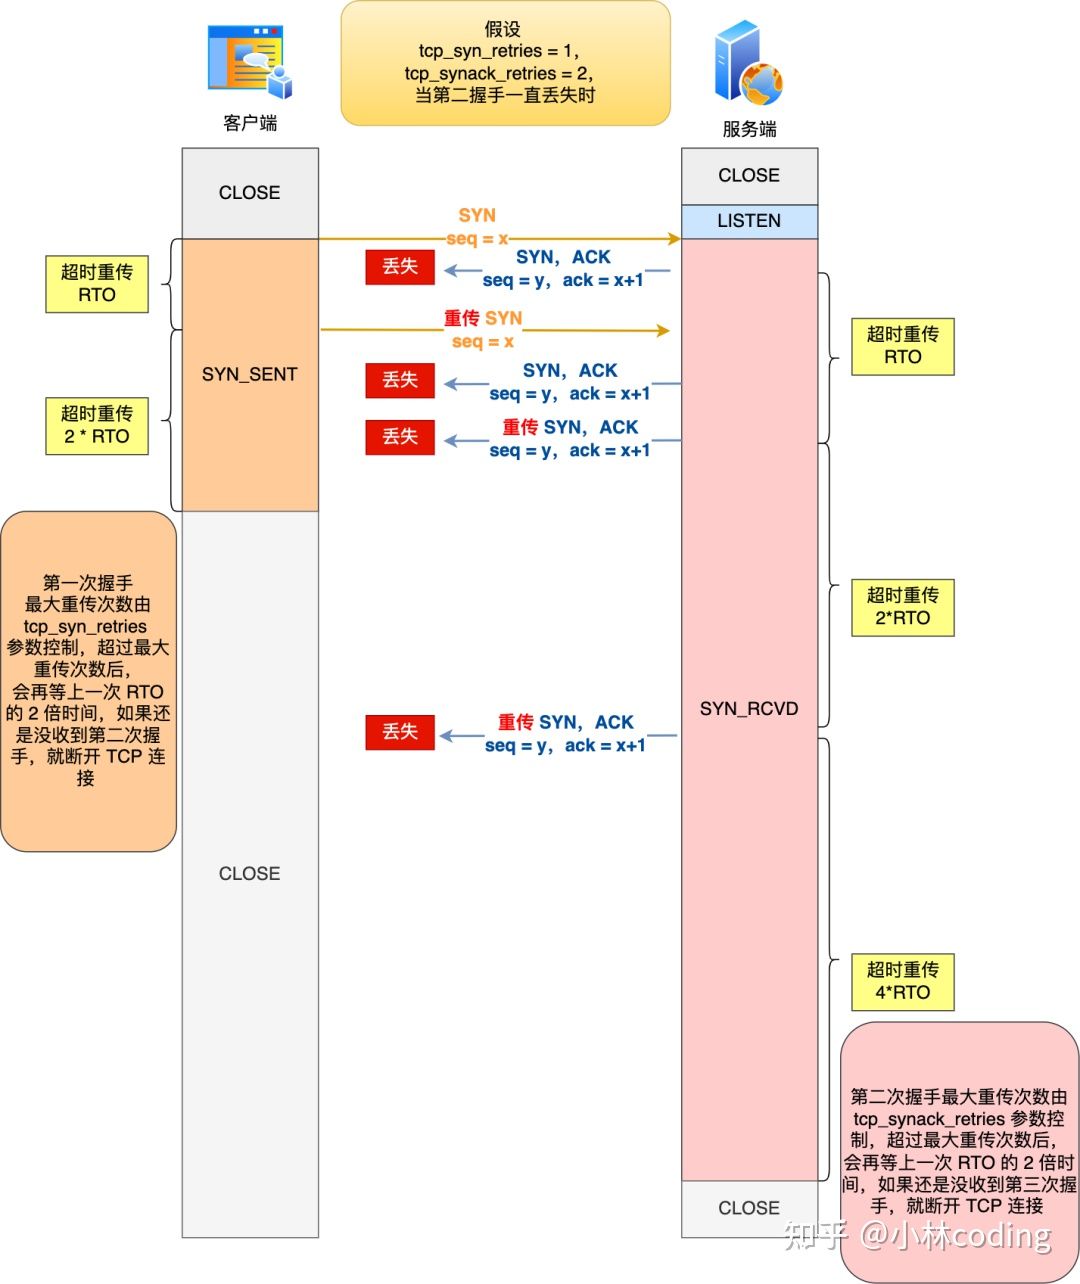 假设
tcp_syn_retries = 1,
tcp_synack_retries = 2,
当第二握手一直丢失时
客户端
服务端
CLOSE
CLOSE
LISTEN
SYN
seq = x
丢失
SYN，ACK
seq = y，ack = x+1
超时重传
RTO
重传 SYN
seq = x
超时重传
RTO
SYN_SENT
丢失
SYN，ACK
seq = y，ack = x+1
超时重传
2 * RTO
丢失
重传 SYN，ACK
seq = y，ack = x+1
第一次握手
最大重传次数由
tcp_syn_retries
参数控制，超过最大
重传次数后，
会再等上一次 RTO
的 2 倍时间，如果还
是没收到第二次握
手，就断开 TCP 连
接
超时重传
2*RTO
SYN_RCVD
丢失
重传 SYN，ACK
seq = y，ack = x+1
CLOSE
超时重传
4*RTO
第二次握手最大重传次数由
tcp_synack_retries 参数控
制，超过最大重传次数后，
会再等上一次 RTO 的 2 倍时
间，如果还是没收到第三次握
手，就断开 TCP 连接
CLOSE
知乎 @小林coding